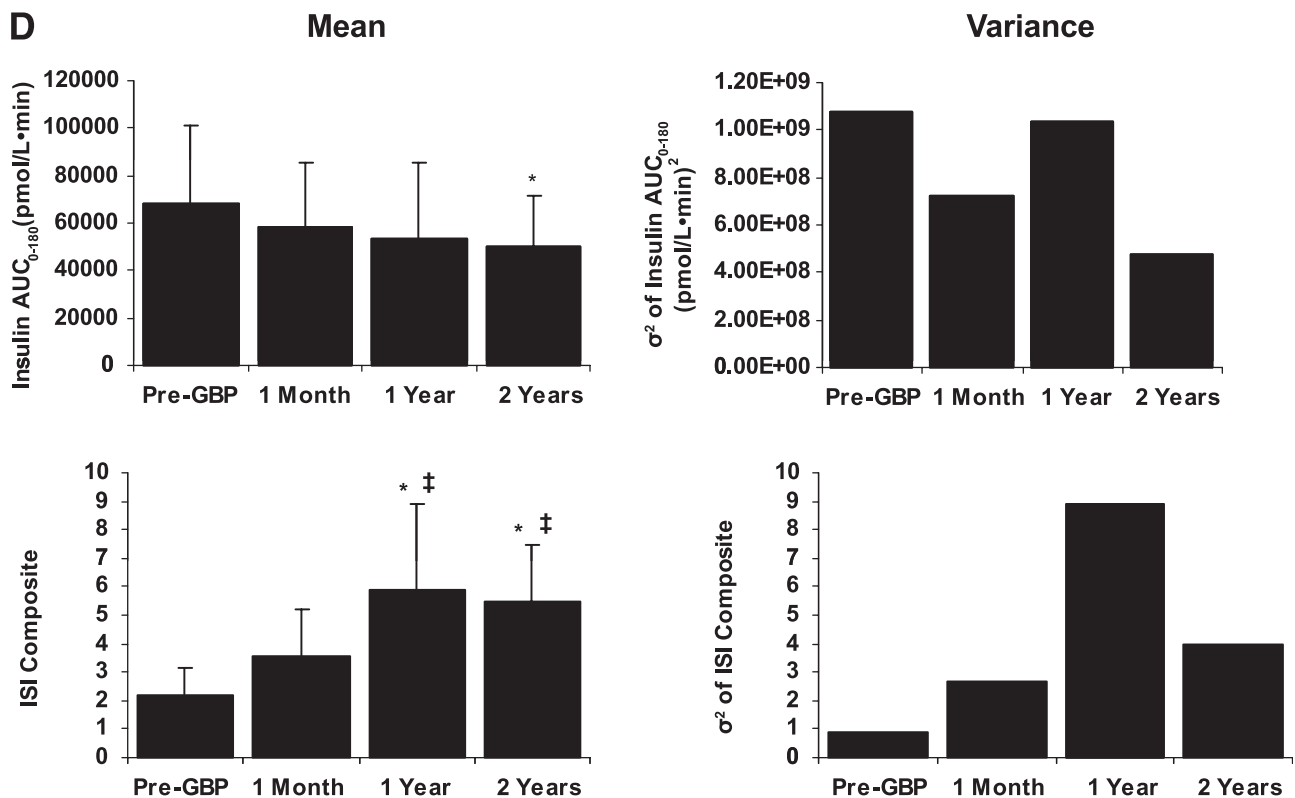 D
Mean
Variance
Insulin AUC0-180(pmol/L•min)
120000
100000
80000
60000
40000
20000
0
*
Pre-GBP
1 Month
1 Year
2 Years
σ2 of Insulin AUC0-180
(pmol/L•min)2
1.20E+09
1.00E+09
8.00E+08
6.00E+08
4.00E+08
2.00E+08
0.00E+00
Pre-GBP
1 Month
1 Year
2 Years
ISI Composite
10
9
8
7
6
5
4
3
2
1
0
* ‡
* ‡
Pre-GBP
1 Month
1 Year
2 Years
σ2 of ISI Composite
10
9
8
7
6
5
4
3
2
1
0
Pre-GBP
1 Month
1 Year
2 Years